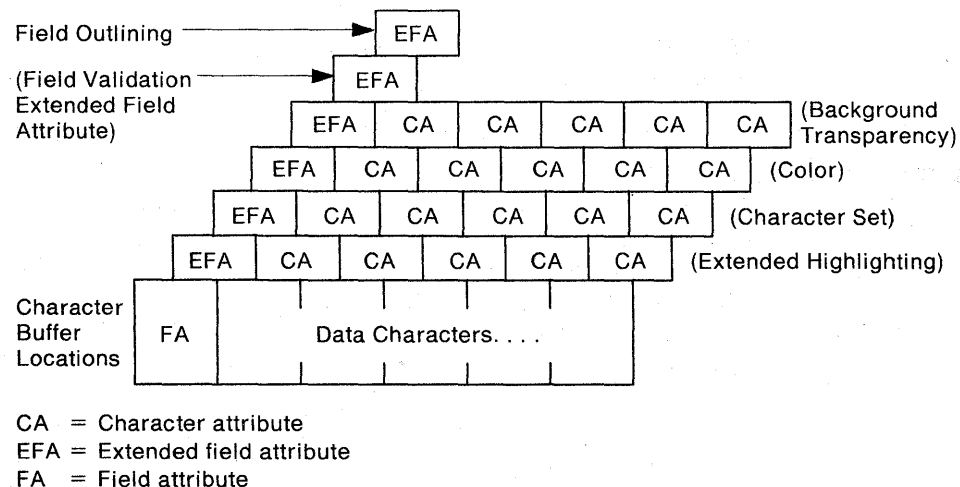 Field Outlining
EFA
(Field Validation
Extended Field
Attribute)
EFA
EFA CA CA CA CA CA
(Background
Transparency)
EFA CA CA CA CA CA (Color)
EFA CA CA CA CA CA (Character Set)
EFA CA CA CA CA CA (Extended Highlighting)
Character
Buffer
Locations
FA Data Characters. . . .
CA = Character attribute
EFA = Extended field attribute
FA = Field attribute